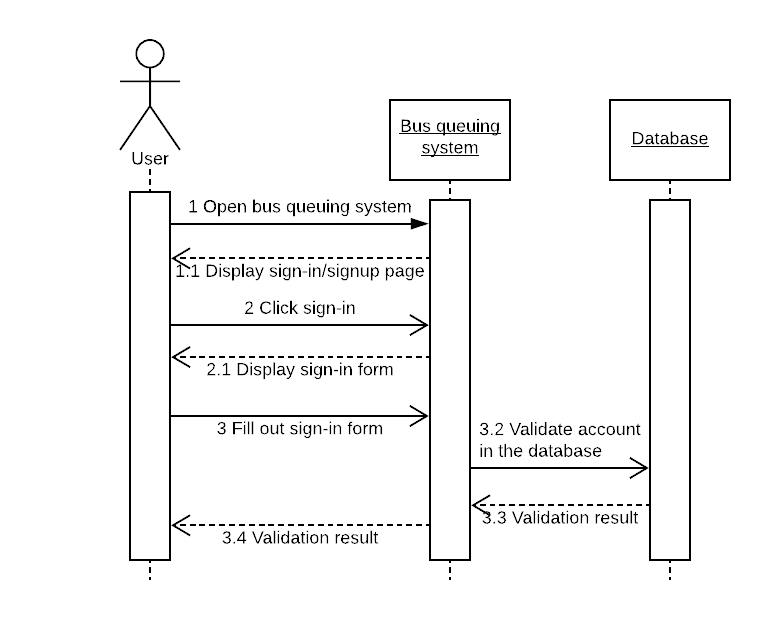 User
Bus queuing
system
Database
1 Open bus queuing system
1.1 Display sign-in/signup page
2 Click sign-in
2.1 Display sign-in form
3 Fill out sign-in form
3.2 Validate account
in the database
3.3 Validation result
3.4 Validation result